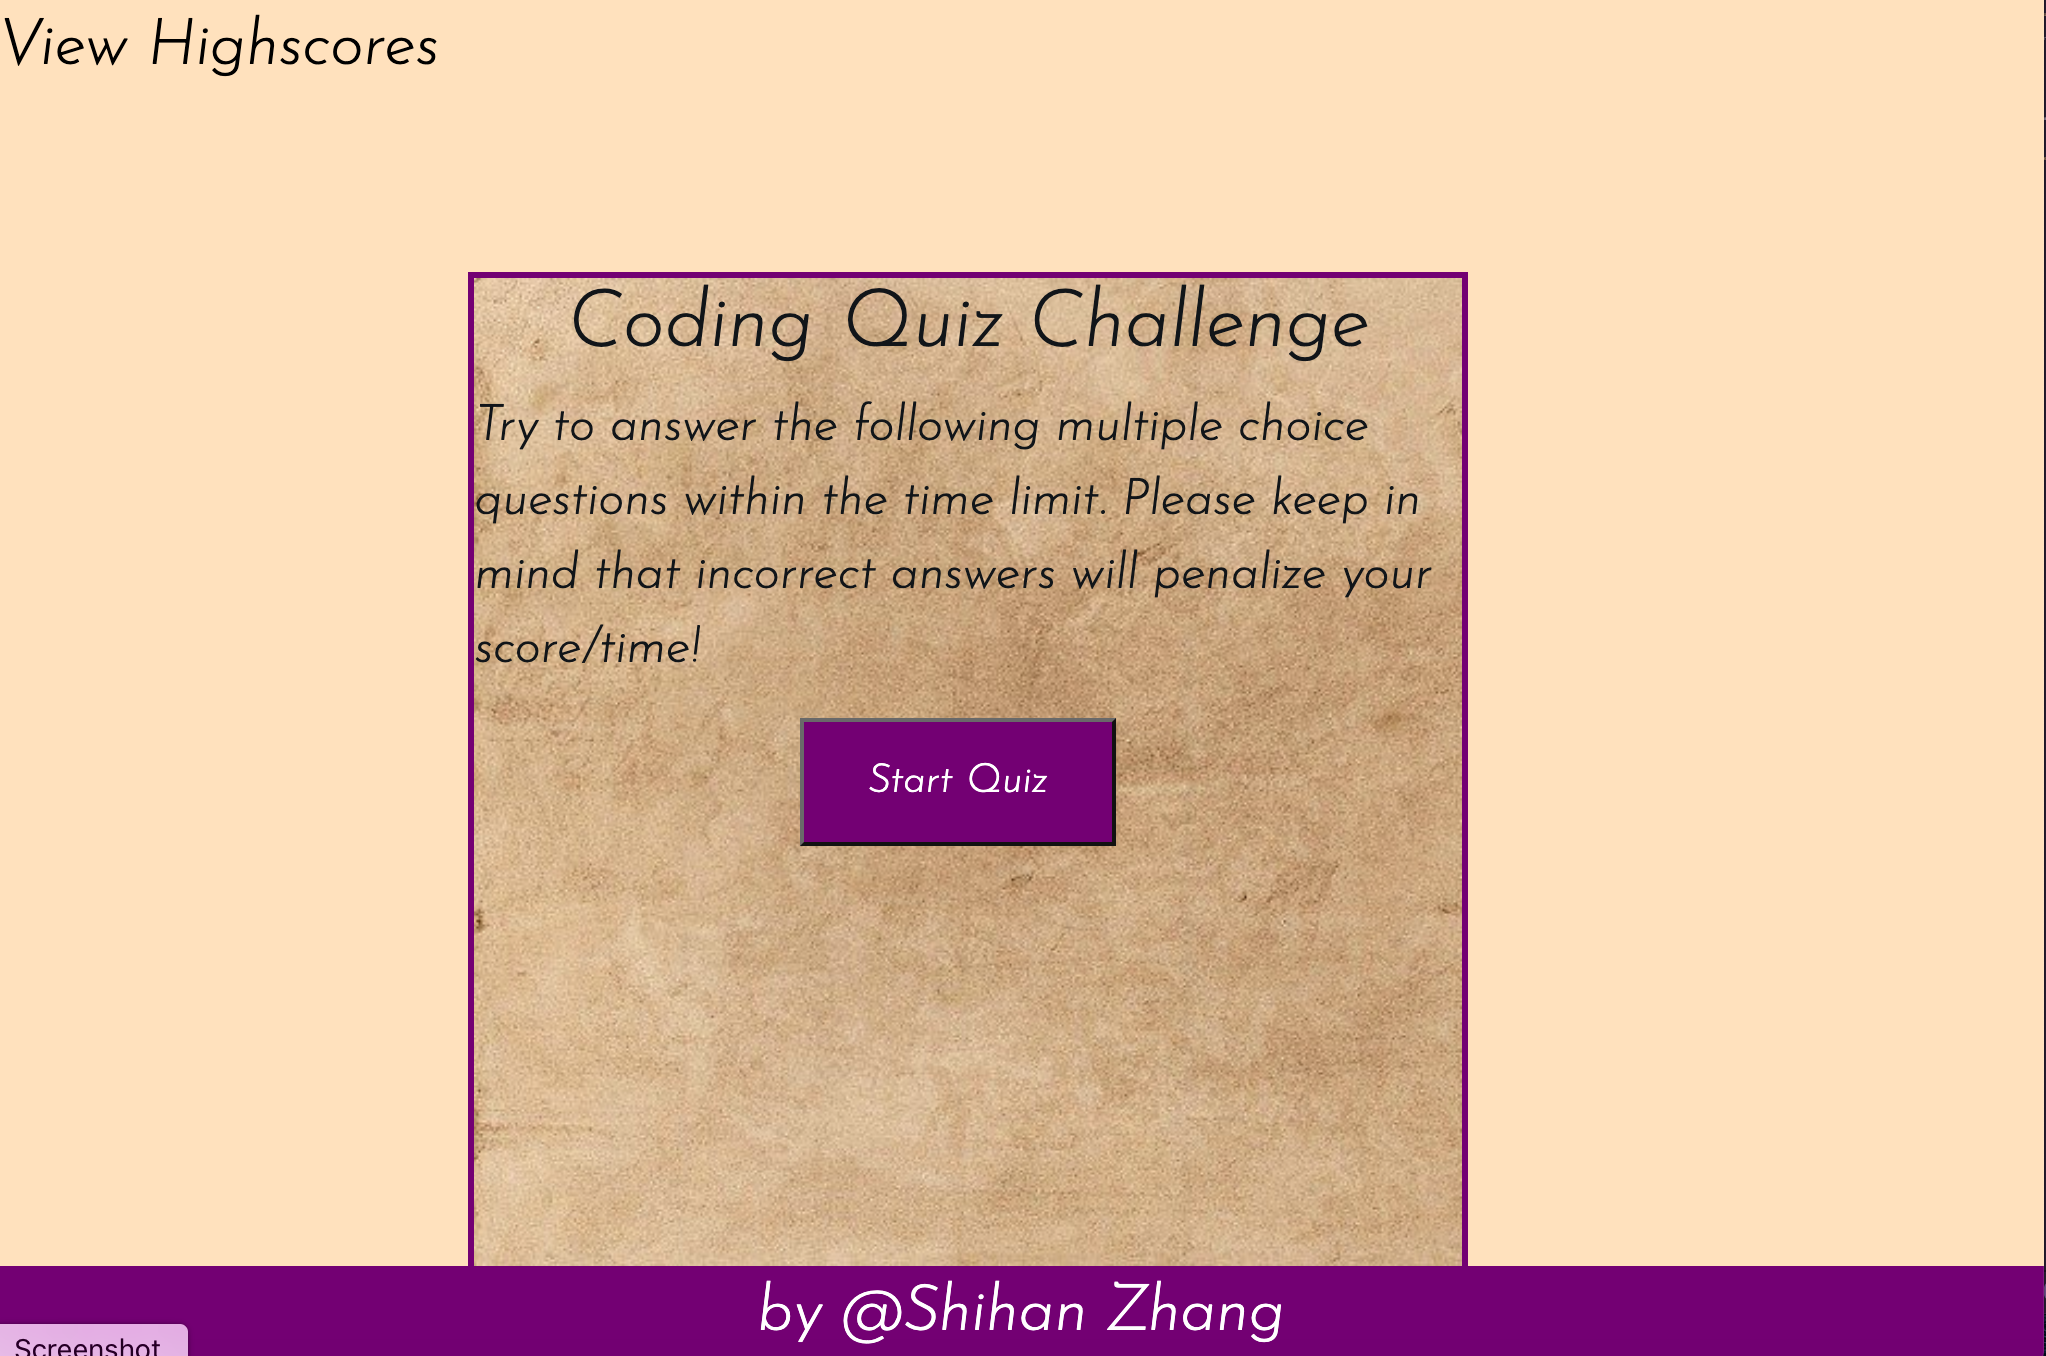 View Highscores
Coding Quiz Challenge
Try to answer the following multiple choice
questions within the time limit. Please keep in
mind that incorrect answers will penalize your
score/time!
Start Quiz
by @Shihan Zhang
Screenshot